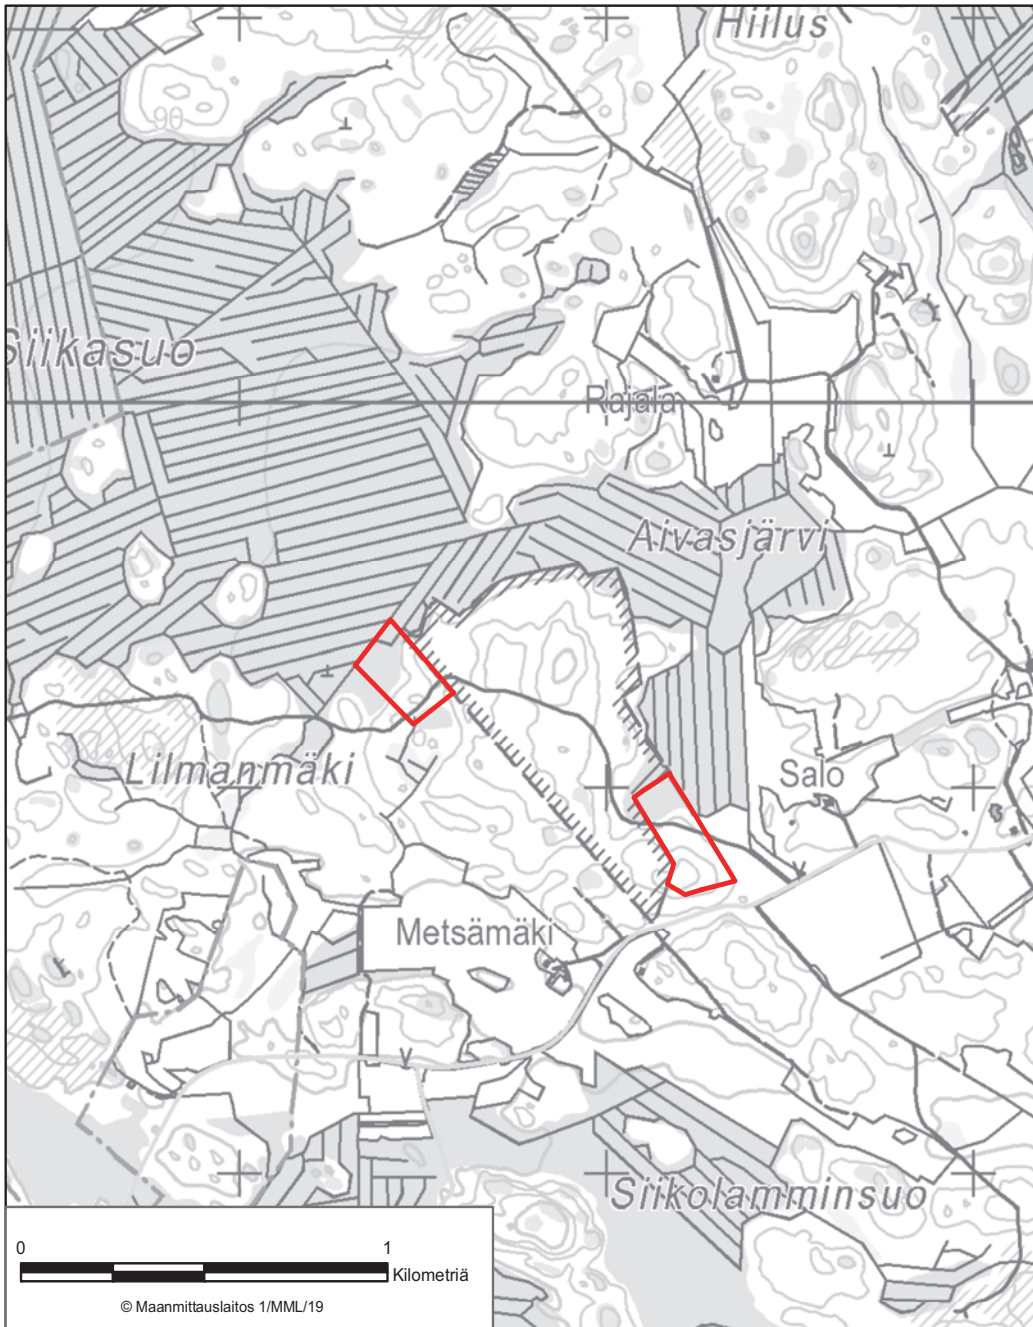 Hiilus
90
Siikasuo
Rajala
Aivasjärvi
Lilmanmäki
Salo
Metsämäki
Siikolamminsuo
0 1
Kilometriä
© Maanmittauslaitos 1/MML/19